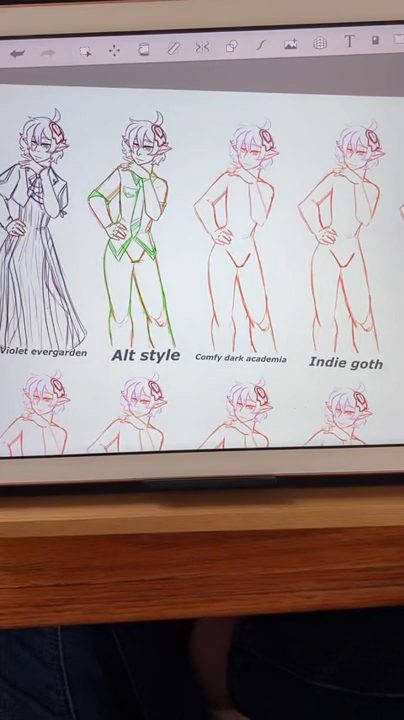 Violet evergarden
Alt style
Comfy dark academia
Indie goth